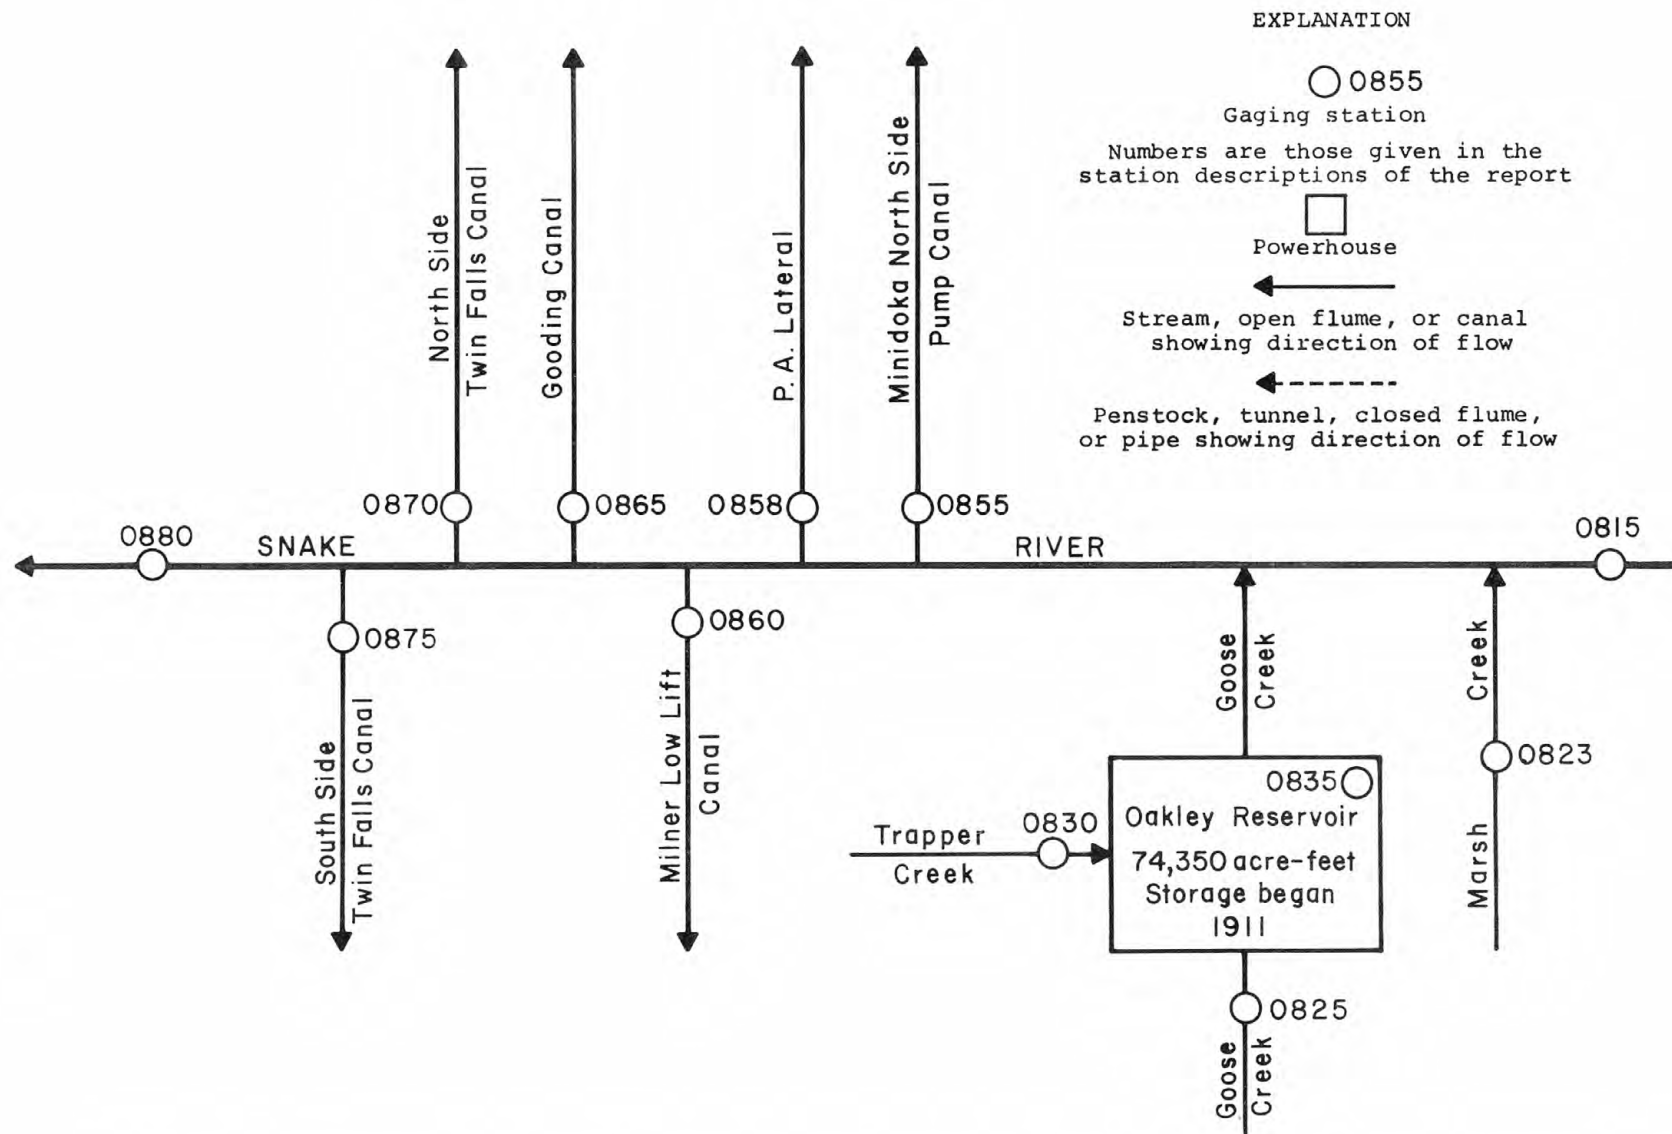 EXPLANATION
0855
Gaging station
Numbers are those given in the
station descriptions of the report
Powerhouse
Stream, open flume, or canal
showing direction of flow
Penstock, tunnel, closed flume,
or pipe showing direction of flow
North Side
Twin Falls Canal
Gooding Canal
P.A. Lateral
Minidoka North Side
Pump Canal
0870
0865
0858
0855
0880
SNAKE
RIVER
0815
0875
0860
South Side
Twin Falls Canal
Milner Low Lift
Canal
Goose
Creek
Marsh Creek
0823
Trapper
Creek
0830
0835
Oakley Reservoir
74,350 acre-feet
Storage began
1911
0825
Goose
Creek